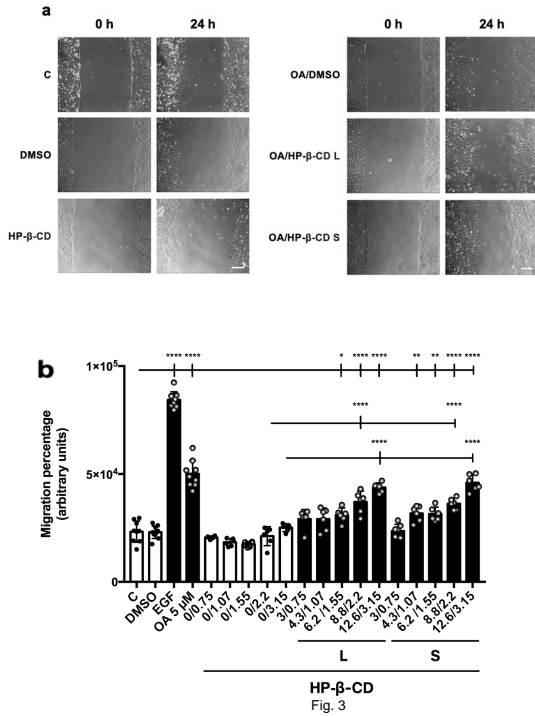 a
0 h 24 h 0 h 24 h
C OA/DMSO
DMSO OA/HP-β-CD L
HP-β-CD OA/HP-β-CD S
b
**** **** * **** **** ** ** **** ****
**** ****
**** ****
1×10⁵
5×10⁴
0
Migration percentage
(arbitrary units)
C DMSO EGF OA 5 µM 0/0.75 0/1.07 0/1.55 0/2.2 0/3.15 3/0.75 4.3/1.07 6.2 /1.55 8.8/2.2 12.6/3.15 3/0.75 4.3/1.07 6.2 /1.55 8.8/2.2 12.6/3.15
L S
HP-β-CD
Fig. 3